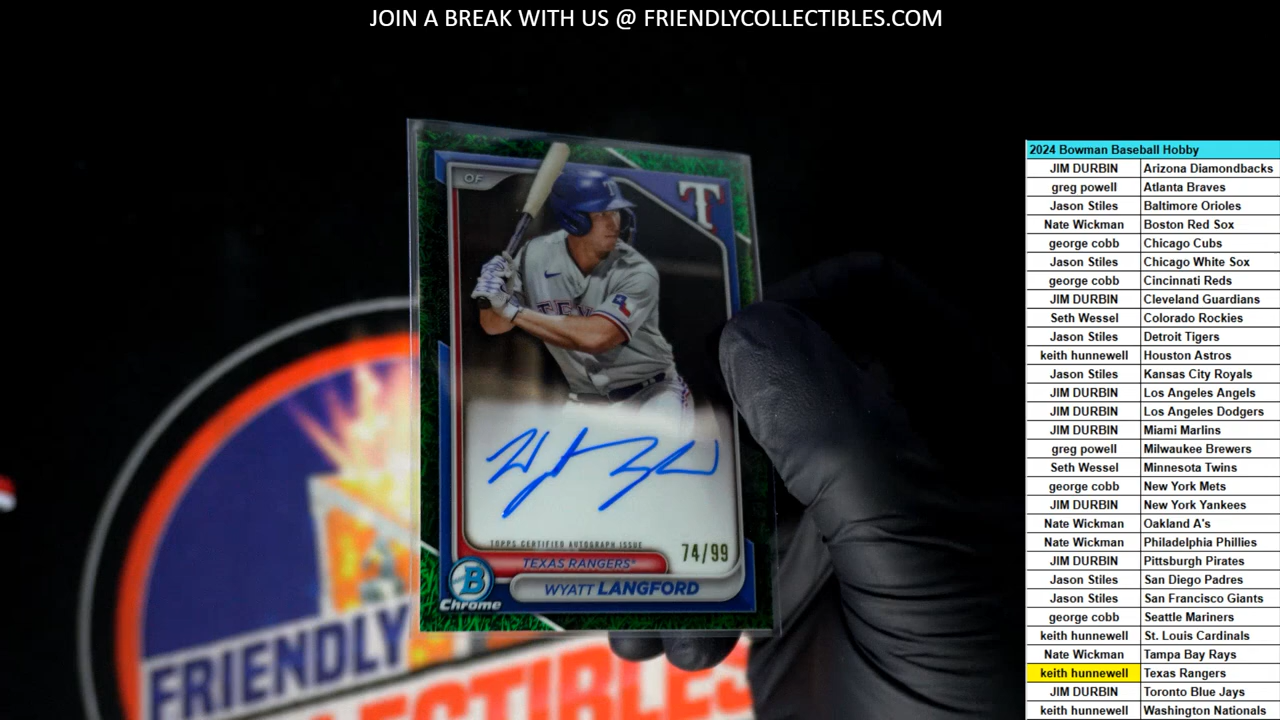 JOIN A BREAK WITH US @ FRIENDLYCOLLECTIBLES.COM
OF
T
TEX
TOPPS CERTIFIED AUTOGRAPH ISSUE
74/99
TEXAS RANGERS
WYATT LANGFORD
B
Chrome
FRIENDLY
2024 Bowman Baseball Hobby
JIM DURBIN Arizona Diamondbacks
greg powell Atlanta Braves
Jason Stiles Baltimore Orioles
Nate Wickman Boston Red Sox
george cobb Chicago Cubs
Jason Stiles Chicago White Sox
george cobb Cincinnati Reds
JIM DURBIN Cleveland Guardians
Seth Wessel Colorado Rockies
Jason Stiles Detroit Tigers
keith hunnewell Houston Astros
Jason Stiles Kansas City Royals
JIM DURBIN Los Angeles Angels
JIM DURBIN Los Angeles Dodgers
JIM DURBIN Miami Marlins
greg powell Milwaukee Brewers
Seth Wessel Minnesota Twins
george cobb New York Mets
JIM DURBIN New York Yankees
Nate Wickman Oakland A's
Nate Wickman Philadelphia Phillies
JIM DURBIN Pittsburgh Pirates
Jason Stiles San Diego Padres
Jason Stiles San Francisco Giants
george cobb Seattle Mariners
keith hunnewell St. Louis Cardinals
Nate Wickman Tampa Bay Rays
keith hunnewell Texas Rangers
JIM DURBIN Toronto Blue Jays
keith hunnewell Washington Nationals